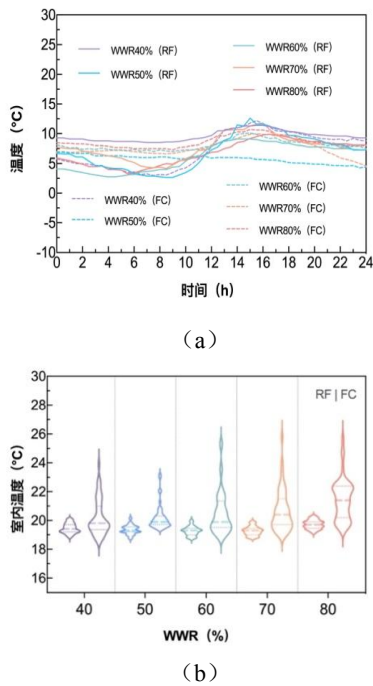 30
25
20
15
10
5
0
-5
-10
温度（℃）
WWR40%（RF）
WWR50%（RF）
WWR60%（RF）
WWR70%（RF）
WWR80%（RF）
WWR40%（FC）
WWR50%（FC）
WWR60%（FC）
WWR70%（FC）
WWR80%（FC）
0 2 4 6 8 10 12 14 16 18 20 22 24
时间（h）
（a）
30
28
26
24
22
20
18
16
室内温度（℃）
RF | FC
40 50 60 70 80
WWR（%）
（b）